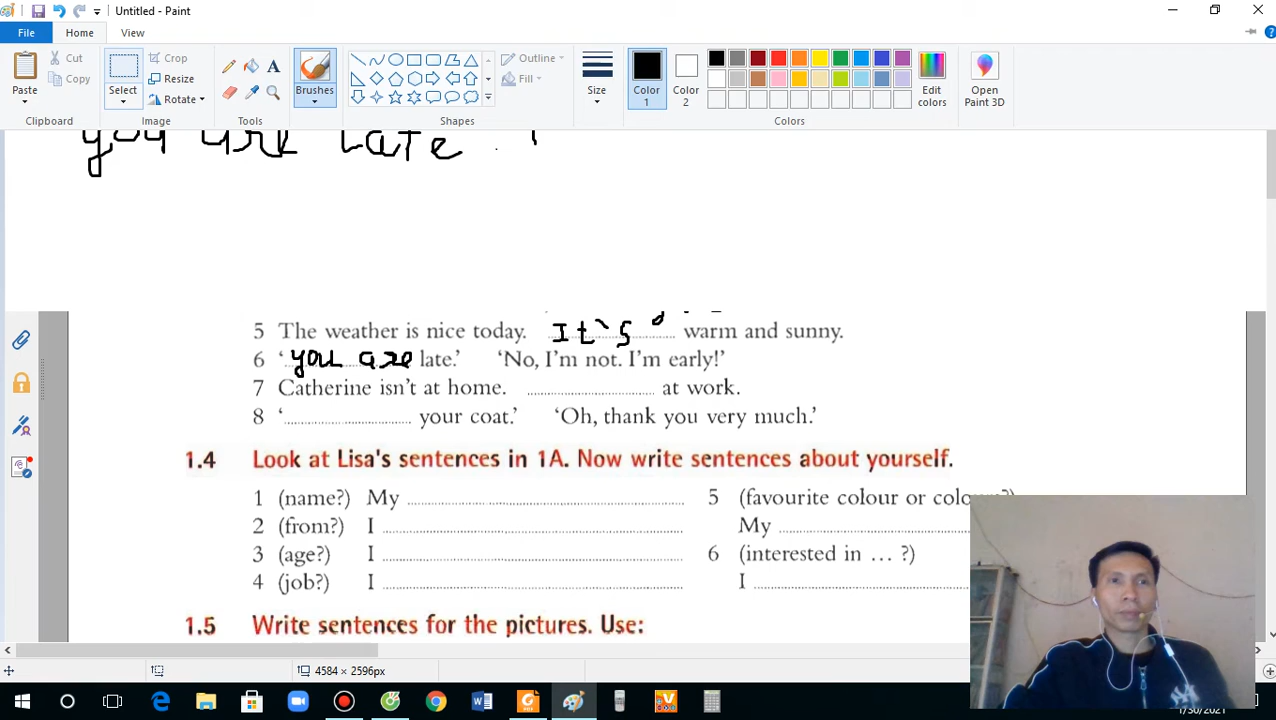 Untitled - Paint
File Home View
Paste Cut Copy
Clipboard
Select Crop Resize Rotate
Image
Tools
Brushes
Outline Fill
Shapes
Size
Color 1
Color 2
Edit colors
Open Paint 3D
Colors
you are late
5 The weather is nice today. It's warm and sunny.
6 ' you are late.' 'No, I'm not. I'm early!'
7 Catherine isn't at home. .............................. at work.
8 '.............................. your coat.' 'Oh, thank you very much.'
1.4 Look at Lisa's sentences in 1A. Now write sentences about yourself.
1 (name?) My ..............................
2 (from?) I ..............................
3 (age?) I ..............................
4 (job?) I ..............................
5 (favourite colour or
My ..............................
6 (interested in ... ?)
I ..............................
1.5 Write sentences for the pictures. Use:
4584 × 2596px
1/30/2021